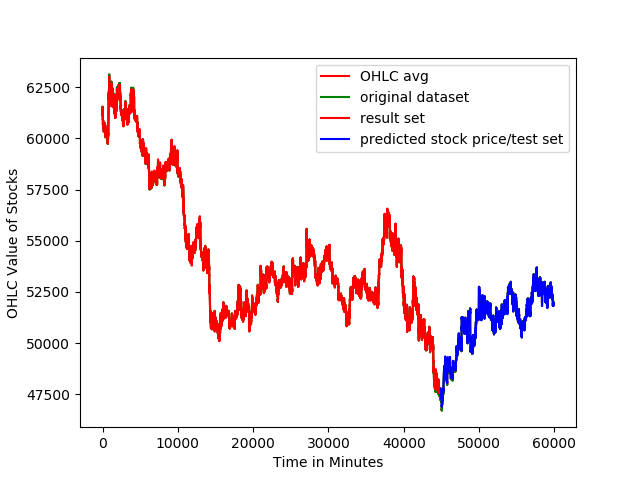 OHLC avg
original dataset
result set
predicted stock price/test set
OHLC Value of Stocks
62500
60000
57500
55000
52500
50000
47500
0 10000 20000 30000 40000 50000 60000
Time in Minutes